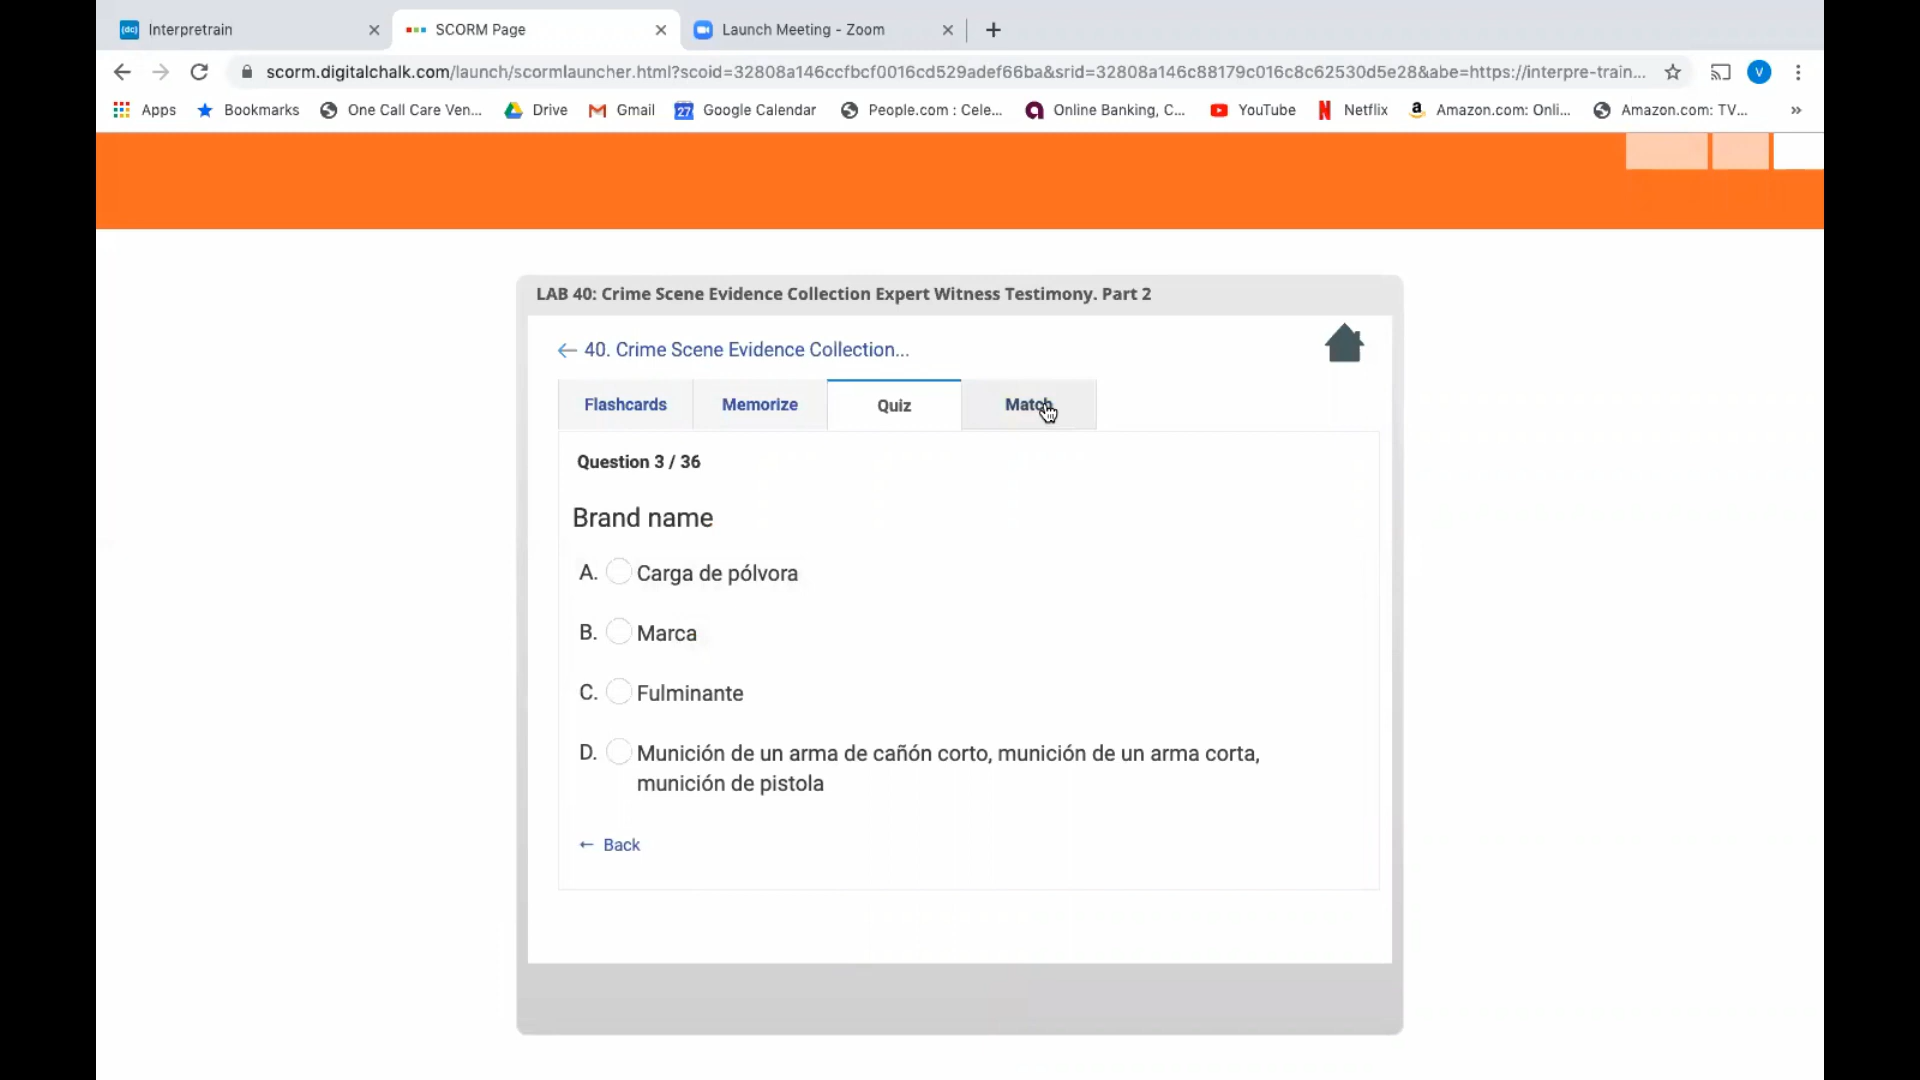 Interpretrain
SCORM Page
Launch Meeting - Zoom
scorm.digitalchalk.com/launch/scormlauncher.html?scoid=32808a146ccfbcf0016cd529adef66ba&srid=32808a146c88179c016c8c62530d5e28&abe=https://interpre-train...
V
Apps
Bookmarks
One Call Care Ven...
Drive
Gmail
27
Google Calendar
People.com : Cele...
Online Banking, C...
YouTube
Netflix
Amazon.com: Onli...
Amazon.com: TV...
»
LAB 40: Crime Scene Evidence Collection Expert Witness Testimony. Part 2
← 40. Crime Scene Evidence Collection...
Flashcards
Memorize
Quiz
Match
Question 3 / 36
Brand name
A. Carga de pólvora
B. Marca
C. Fulminante
D. Munición de un arma de cañón corto, munición de un arma corta,
munición de pistola
← Back